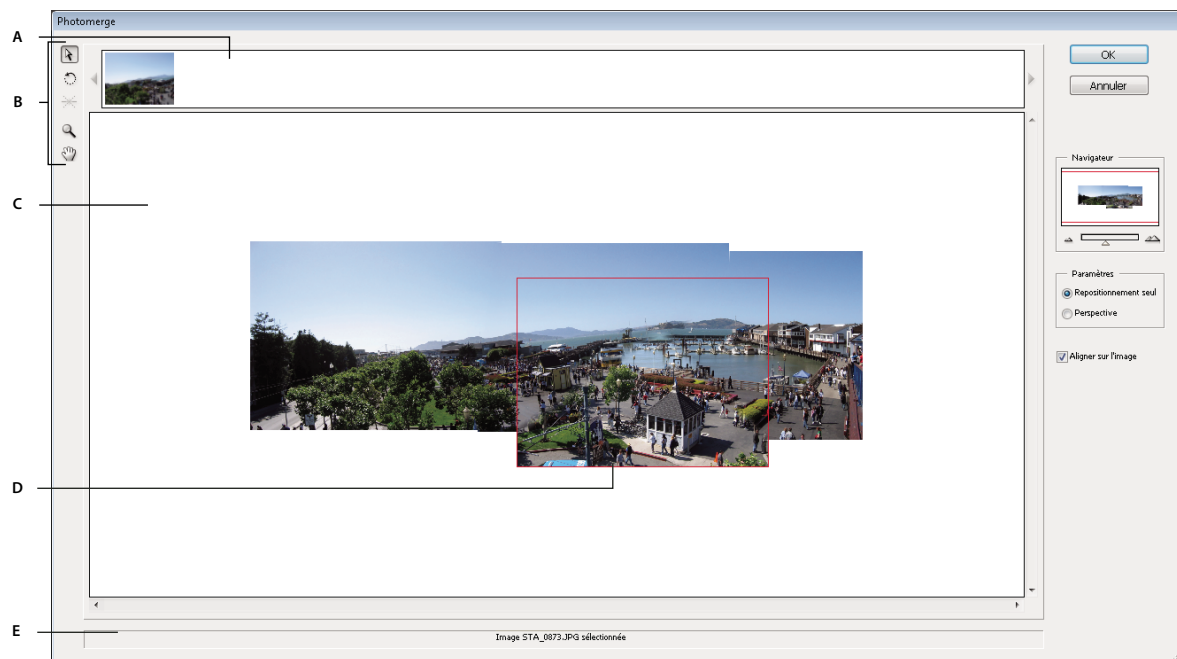 Photomerge
A
B
C
D
E
OK
Annuler
Navigateur
Paramètres
Repositionnement seul
Perspective
Aligner sur l'image
Image STA_0873.JPG sélectionnée